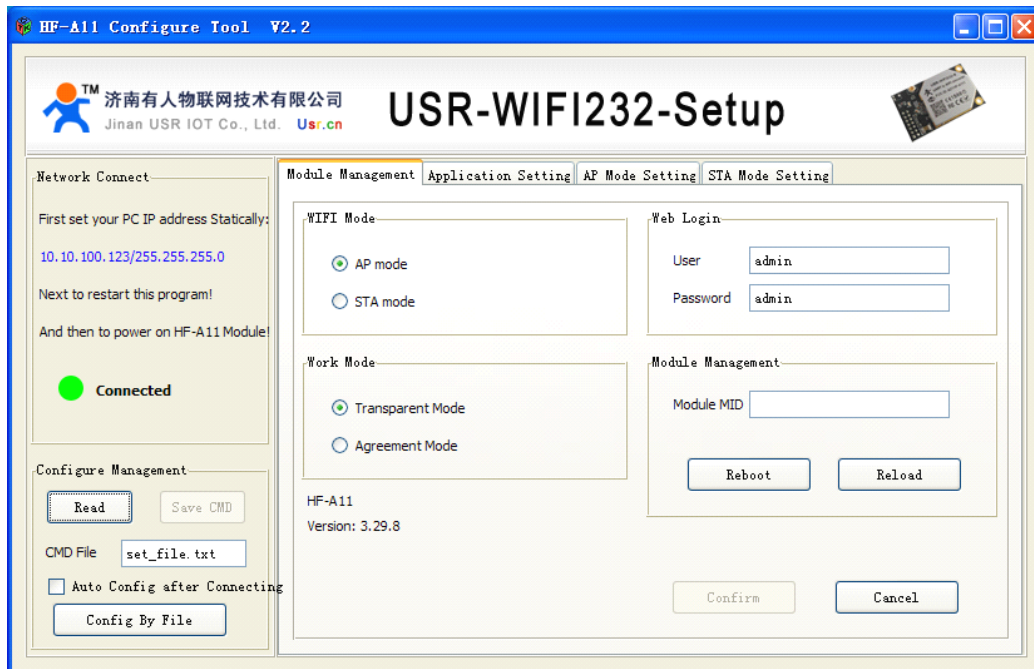 HF-A11 Configure Tool V2.2
TM
济南有人物联网技术有限公司
Jinan USR IOT Co., Ltd. Usr.cn
USR-WIFI232-Setup
Network Connect
First set your PC IP address Statically:
10.10.100.123/255.255.255.0
Next to restart this program!
And then to power on HF-A11 Module!
Connected
Configure Management
Read Save CMD
CMD File set_file.txt
Auto Config after Connecting
Config By File
Module Management Application Setting AP Mode Setting STA Mode Setting
WIFI Mode
AP mode
STA mode
Web Login
User admin
Password admin
Work Mode
Transparent Mode
Agreement Mode
Module Management
Module MID
Reboot Reload
HF-A11
Version: 3.29.8
Confirm Cancel